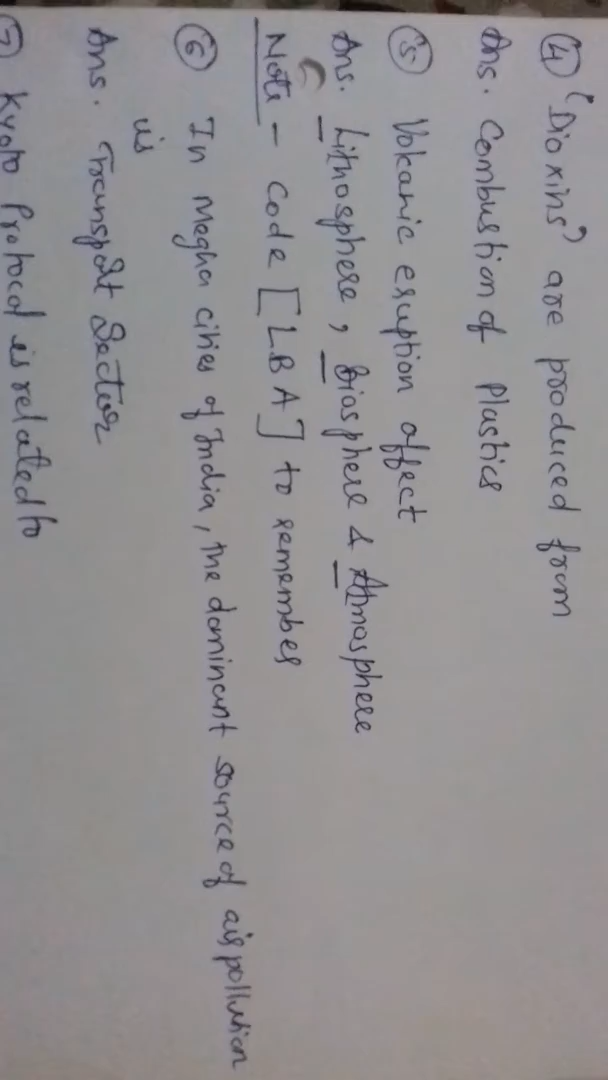 (4) 'Dioxins' are produced from
Ans. Combustion of Plastics
(5) Volcanic eruption affect
Ans. Lithosphere, Biosphere & Atmosphere
Note - Code [LBA] to remember
(6) In Megha cities of India, the dominant source of air pollution
is
Ans. Transport Sector
(7) Kyoto Protocol is related to